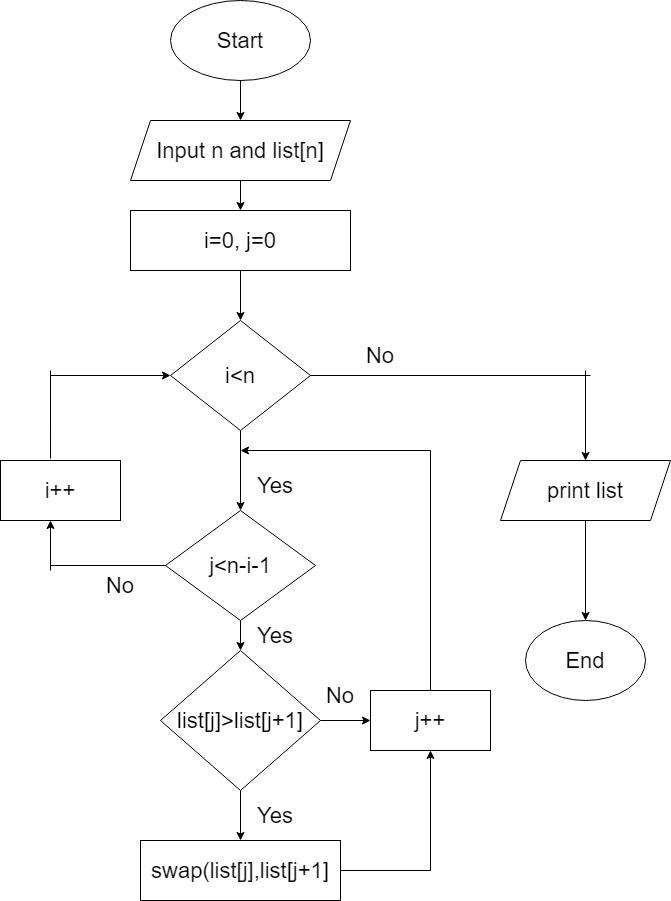 Start
Input n and list[n]
i=0, j=0
i<n
No
i++
Yes
print list
j<n-i-1
No
Yes
End
list[j]>list[j+1]
No
j++
Yes
swap(list[j],list[j+1]